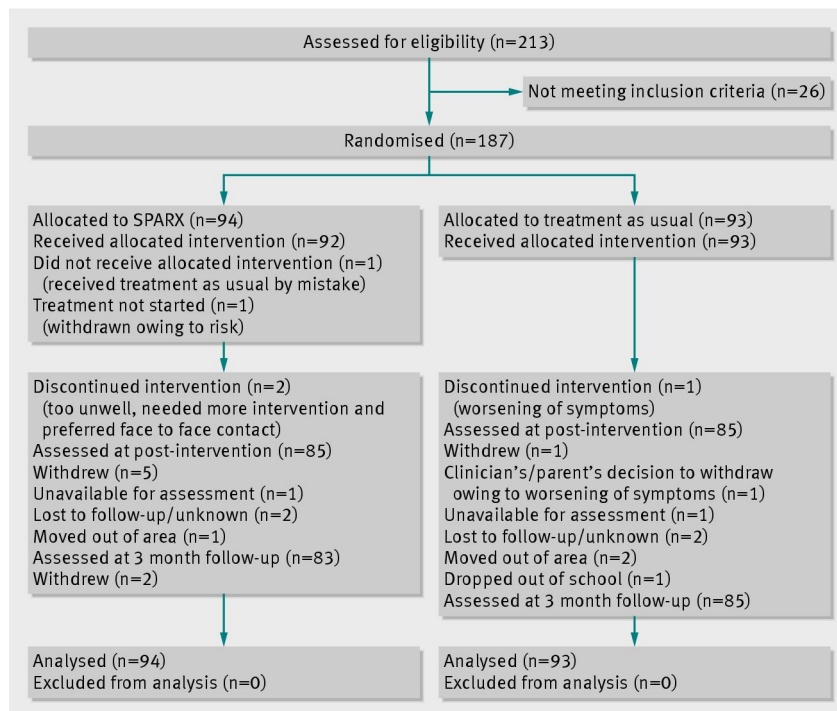 Assessed for eligibility (n=213)
Not meeting inclusion criteria (n=26)
Randomised (n=187)
Allocated to SPARX (n=94)
Received allocated intervention (n=92)
Did not receive allocated intervention (n=1)
(received treatment as usual by mistake)
Treatment not started (n=1)
(withdrawn owing to risk)
Allocated to treatment as usual (n=93)
Received allocated intervention (n=93)
Discontinued intervention (n=2)
(too unwell, needed more intervention and
preferred face to face contact)
Assessed at post-intervention (n=85)
Withdrew (n=5)
Unavailable for assessment (n=1)
Lost to follow-up/unknown (n=2)
Moved out of area (n=1)
Assessed at 3 month follow-up (n=83)
Withdrew (n=2)
Discontinued intervention (n=1)
(worsening of symptoms)
Assessed at post-intervention (n=85)
Withdrew (n=1)
Clinician's/parent's decision to withdraw
owing to worsening of symptoms (n=1)
Unavailable for assessment (n=1)
Lost to follow-up/unknown (n=2)
Moved out of area (n=2)
Dropped out of school (n=1)
Assessed at 3 month follow-up (n=85)
Analysed (n=94)
Excluded from analysis (n=0)
Analysed (n=93)
Excluded from analysis (n=0)